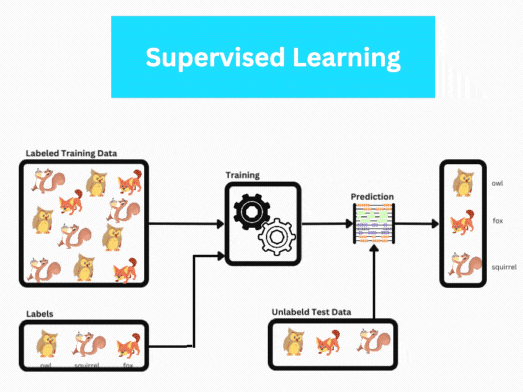 Supervised Learning
Labeled Training Data
Training
Prediction
owl
fox
squirrel
Labels
owl squirrel fox
Unlabeld Test Data